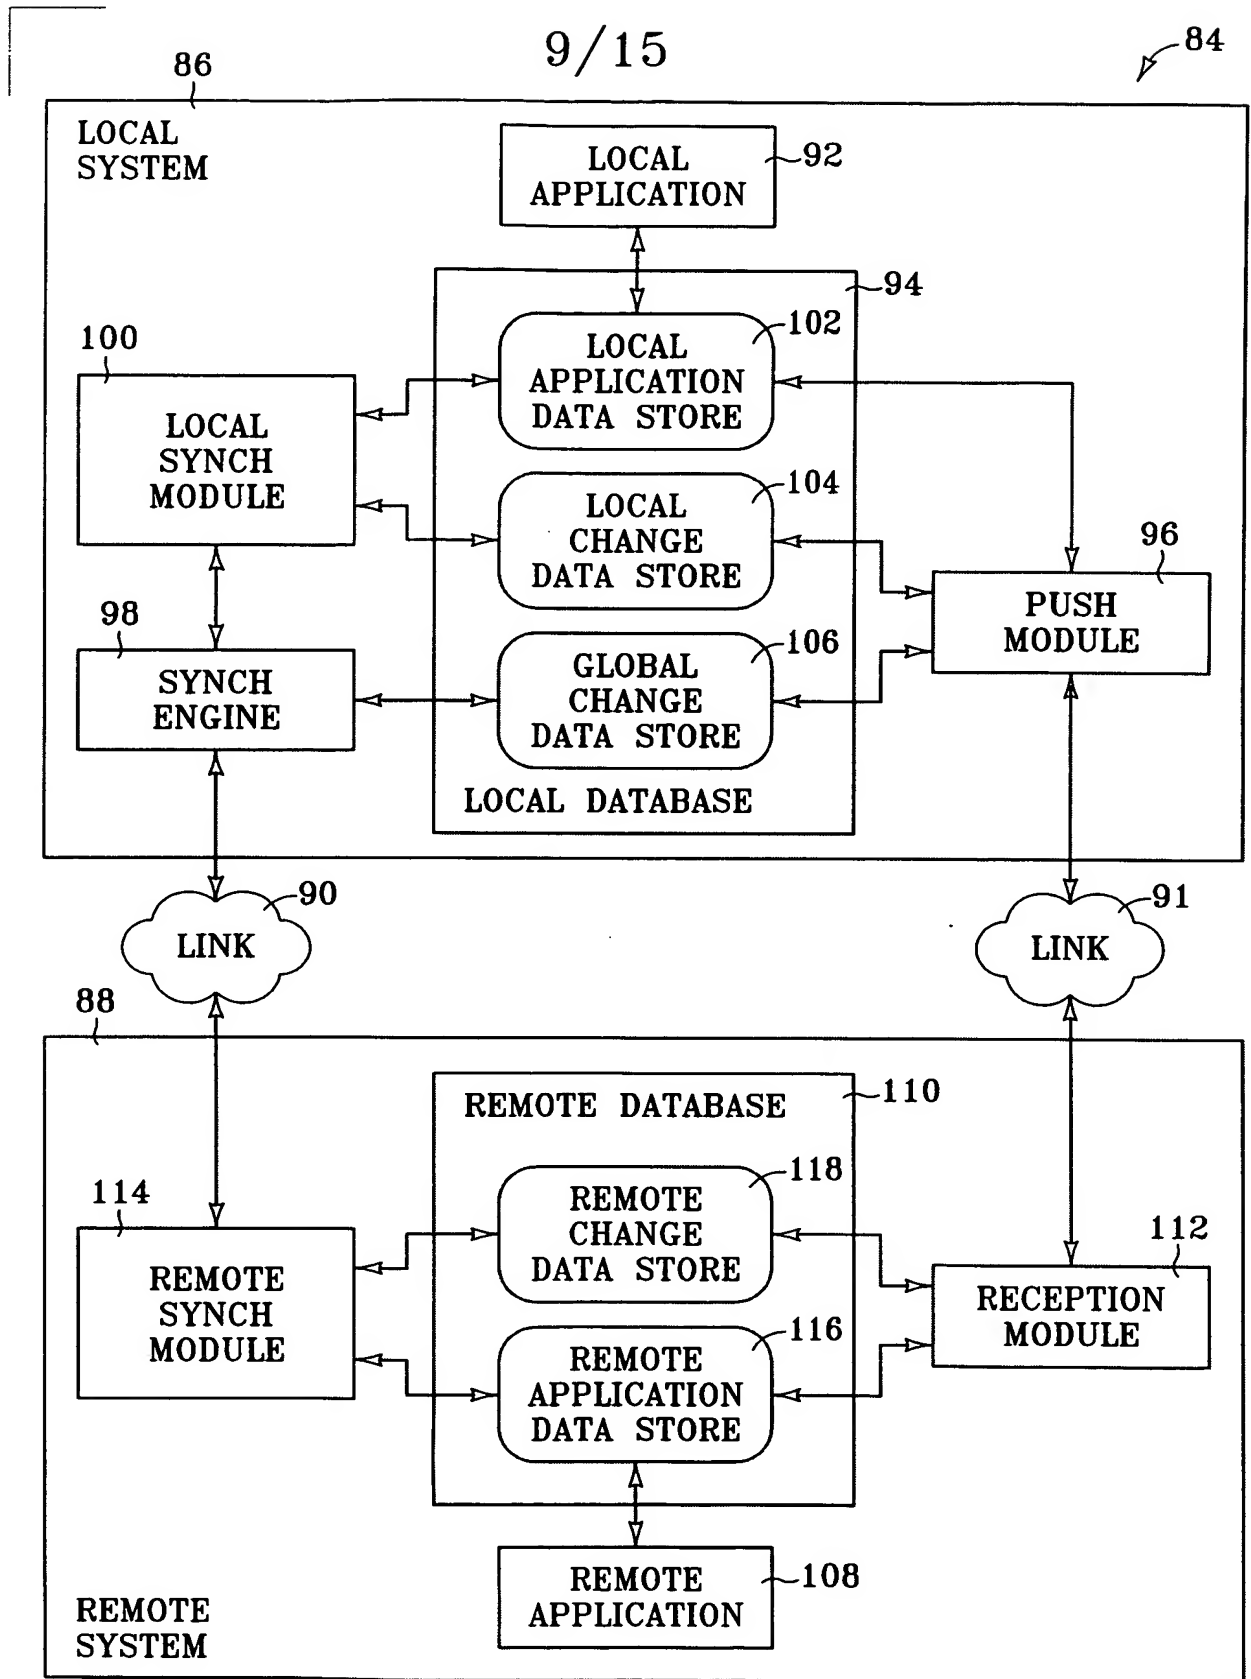 9/15
84
86
LOCAL
SYSTEM
LOCAL
APPLICATION
92
94
100
LOCAL
SYNCH
MODULE
102
LOCAL
APPLICATION
DATA STORE
104
LOCAL
CHANGE
DATA STORE
96
PUSH
MODULE
98
SYNCH
ENGINE
106
GLOBAL
CHANGE
DATA STORE
LOCAL DATABASE
90
LINK
91
LINK
88
REMOTE DATABASE
110
118
REMOTE
CHANGE
DATA STORE
114
REMOTE
SYNCH
MODULE
112
RECEPTION
MODULE
116
REMOTE
APPLICATION
DATA STORE
REMOTE
APPLICATION
108
REMOTE
SYSTEM